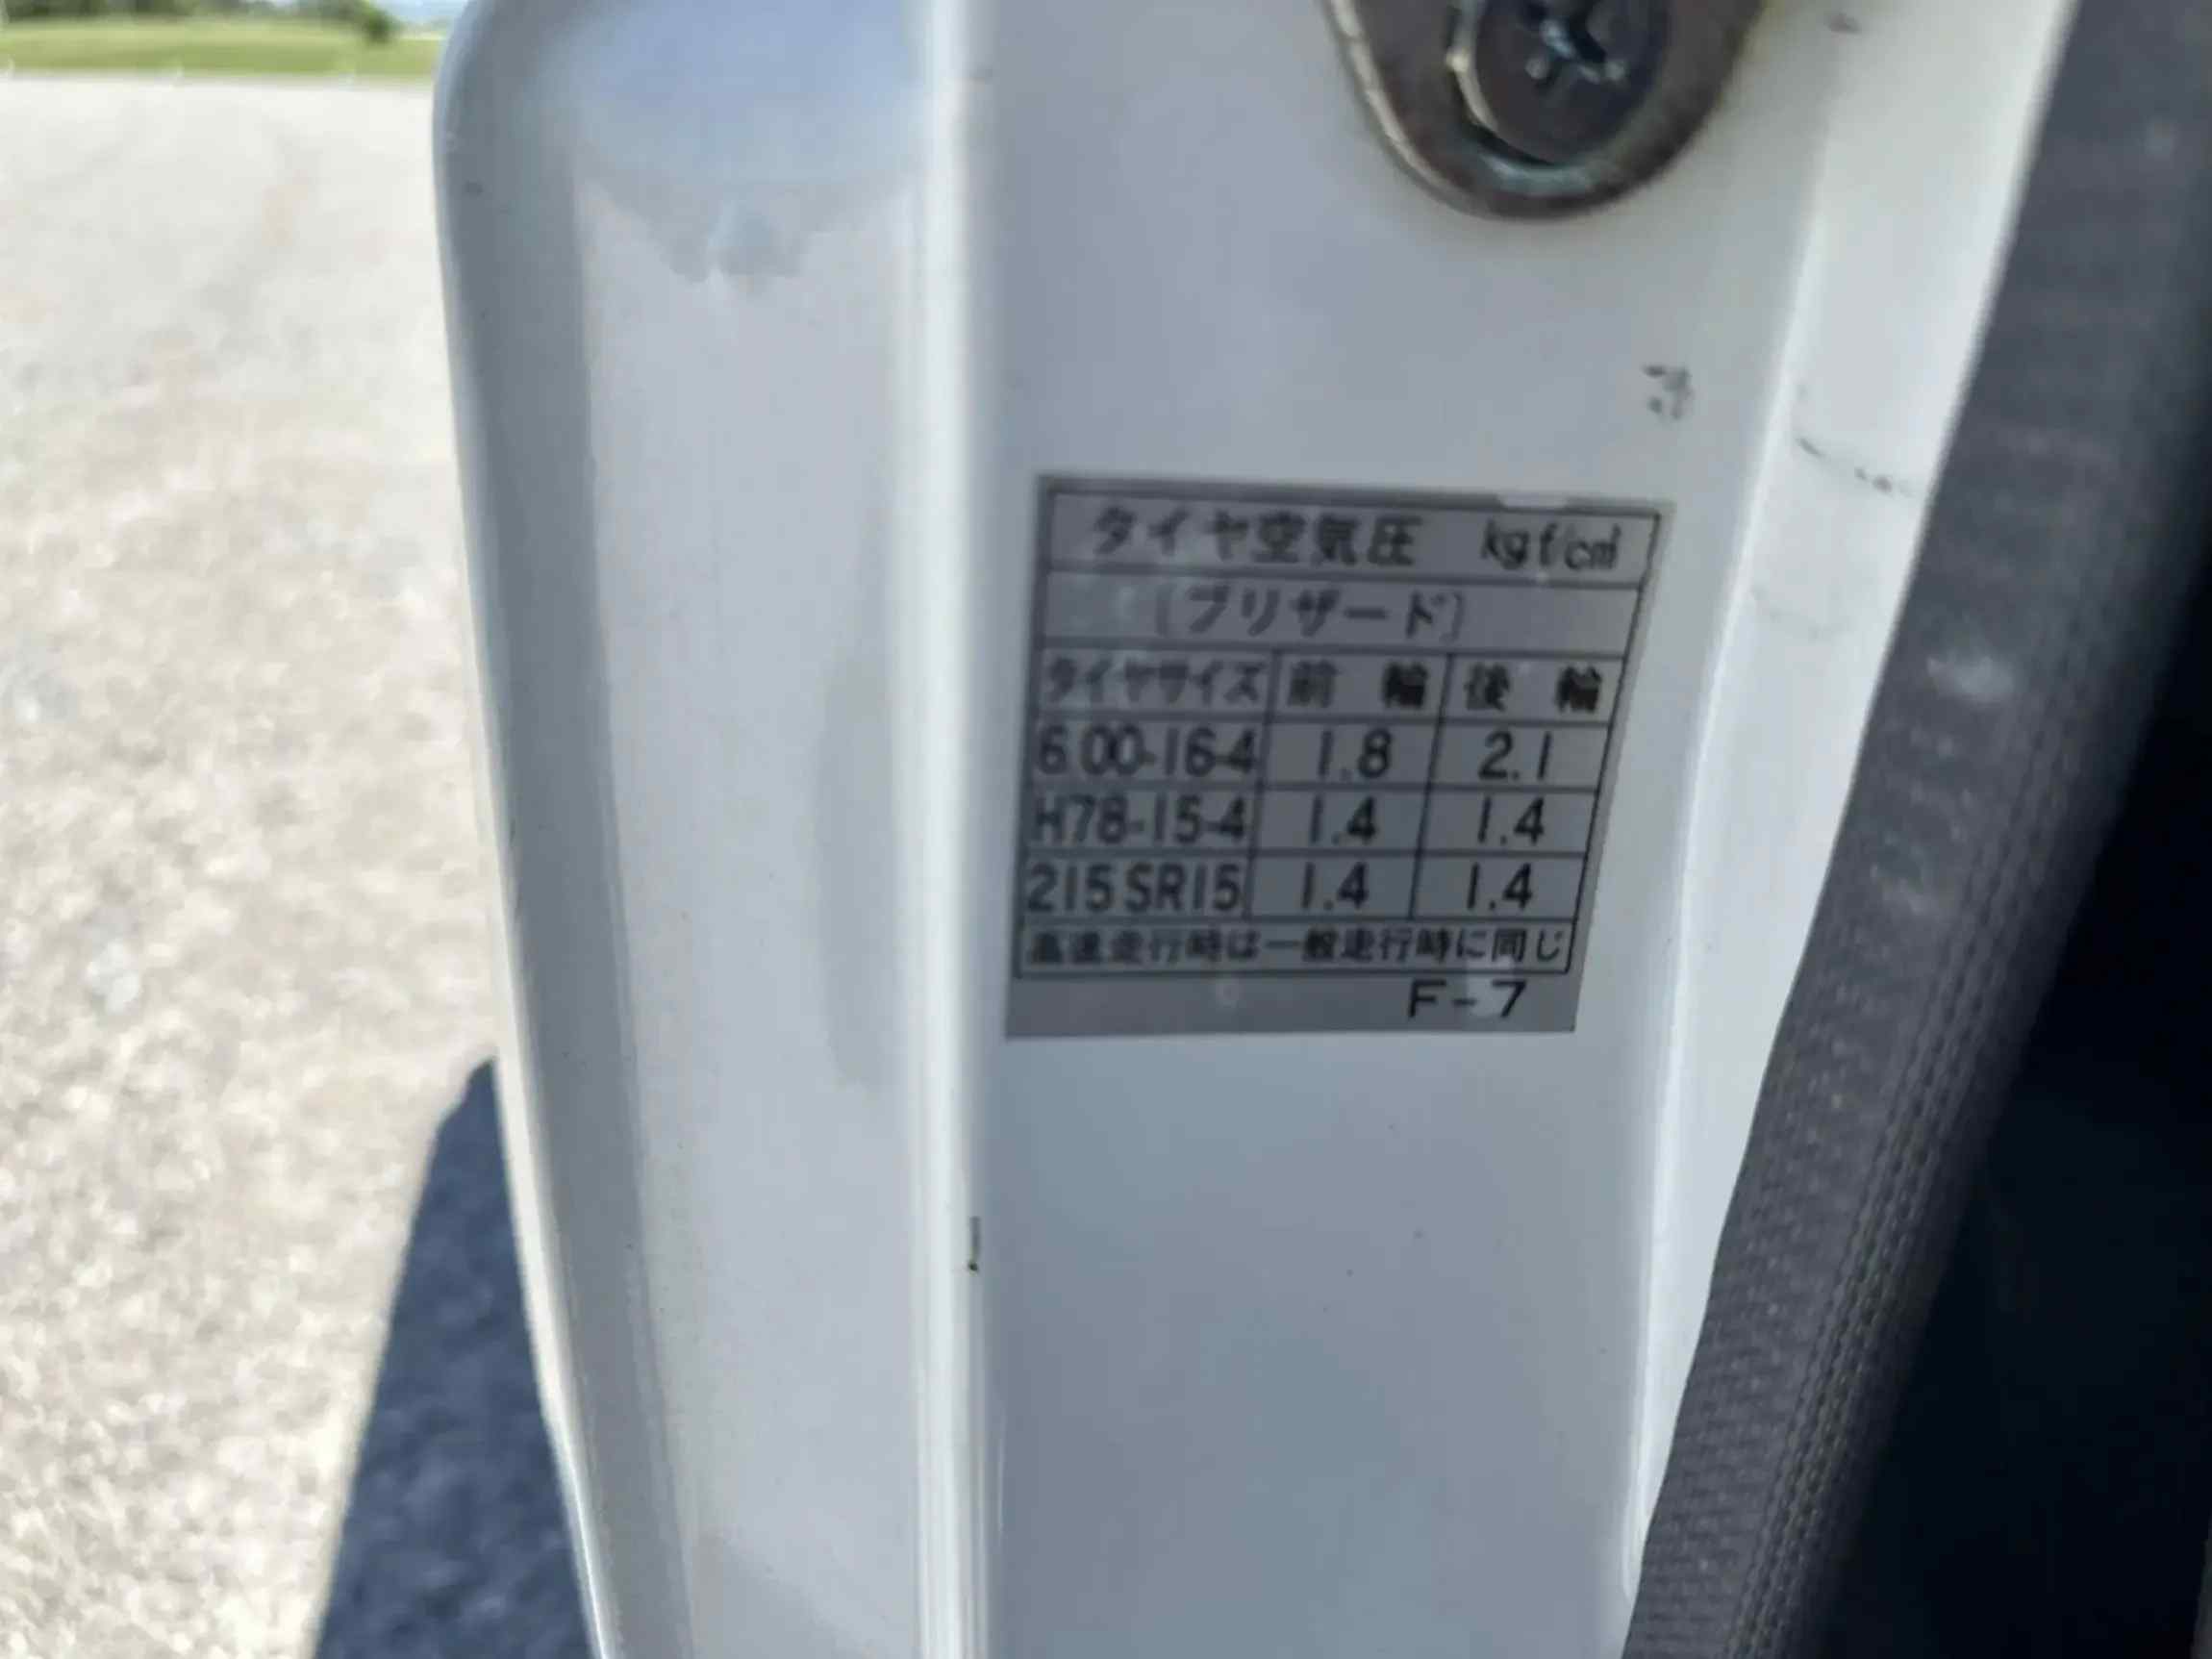 タイヤ空気圧 kgf/cm²
〔ブリザード〕
タイヤサイズ 前輪 後輪
6.00-16-4 1.8 2.1
H78-15-4 1.4 1.4
215SR15 1.4 1.4
高速走行時は一般走行時に同じ
F-7